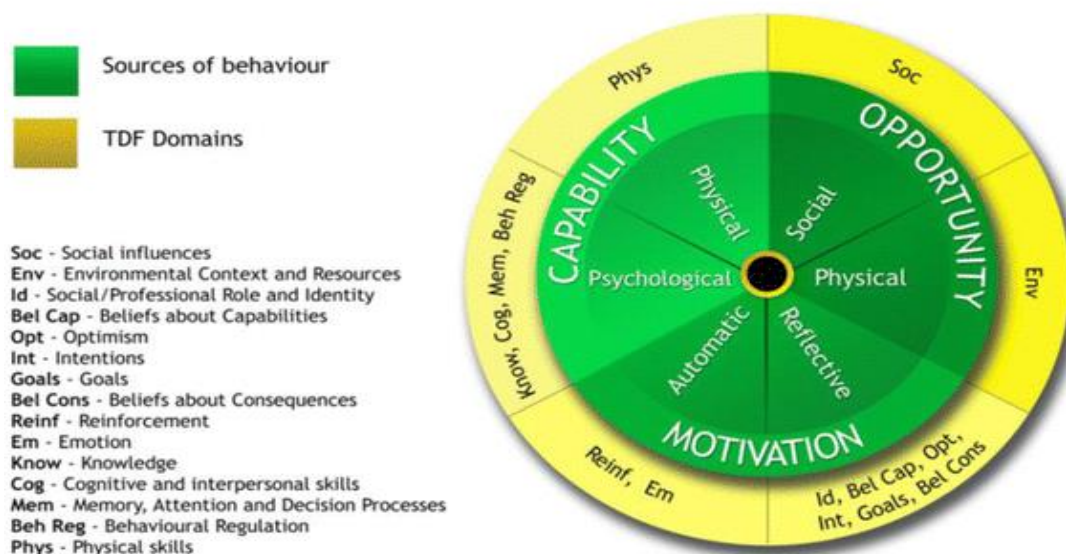 Sources of behaviour
TDF Domains
Soc - Social influences
Env - Environmental Context and Resources
Id - Social/Professional Role and Identity
Bel Cap - Beliefs about Capabilities
Opt - Optimism
Int - Intentions
Goals - Goals
Bel Cons - Beliefs about Consequences
Reinf - Reinforcement
Em - Emotion
Know - Knowledge
Cog - Cognitive and interpersonal skills
Mem - Memory, Attention and Decision Processes
Beh Reg - Behavioural Regulation
Phys - Physical skills
Phys
Soc
CAPABILITY
OPPORTUNITY
Physical
Social
Know, Cog, Mem, Beh Reg
Psychological
Physical
Env
Automatic
Reflective
MOTIVATION
Reinf, Em
Id, Bel Cap, Opt,
Int, Goals, Bel Cons